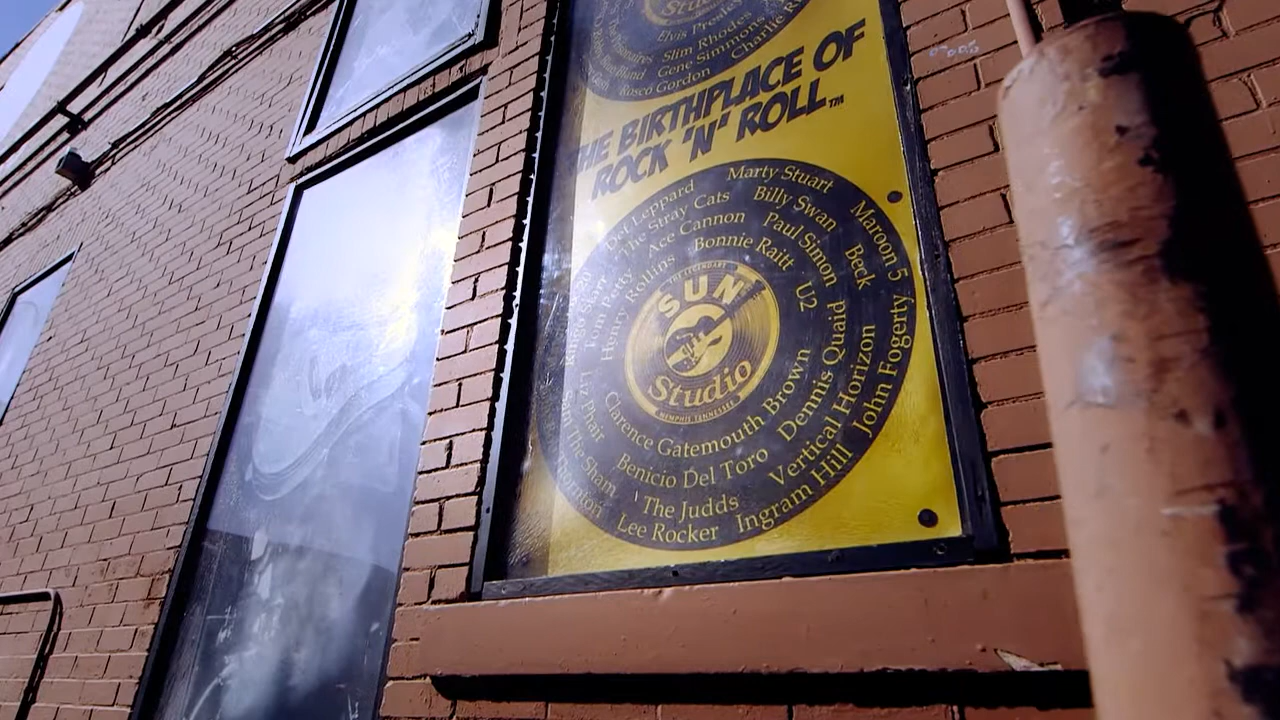 Studio
Elvis Presley
Slim Rhodes
Gene Simmons
Charlie
Rosco Gordon
THE BIRTHPLACE OF
ROCK 'N' ROLL™
Marty Stuart
Def Leppard
The Stray Cats
Billy Swan
Maroon 5
Ace Cannon
Paul Simon
Beck
Tom Petty
Bonnie Raitt
Henry Rollins
U2
THE LEGENDARY
SUN
Studio
MEMPHIS TENNESSEE
Liz Phair
Clarence Gatemouth Brown
Dennis Quaid
John Fogerty
Sam The Sham
Benicio Del Toro
Vertical Horizon
Thornton
The Judds
Lee Rocker
Ingram Hill